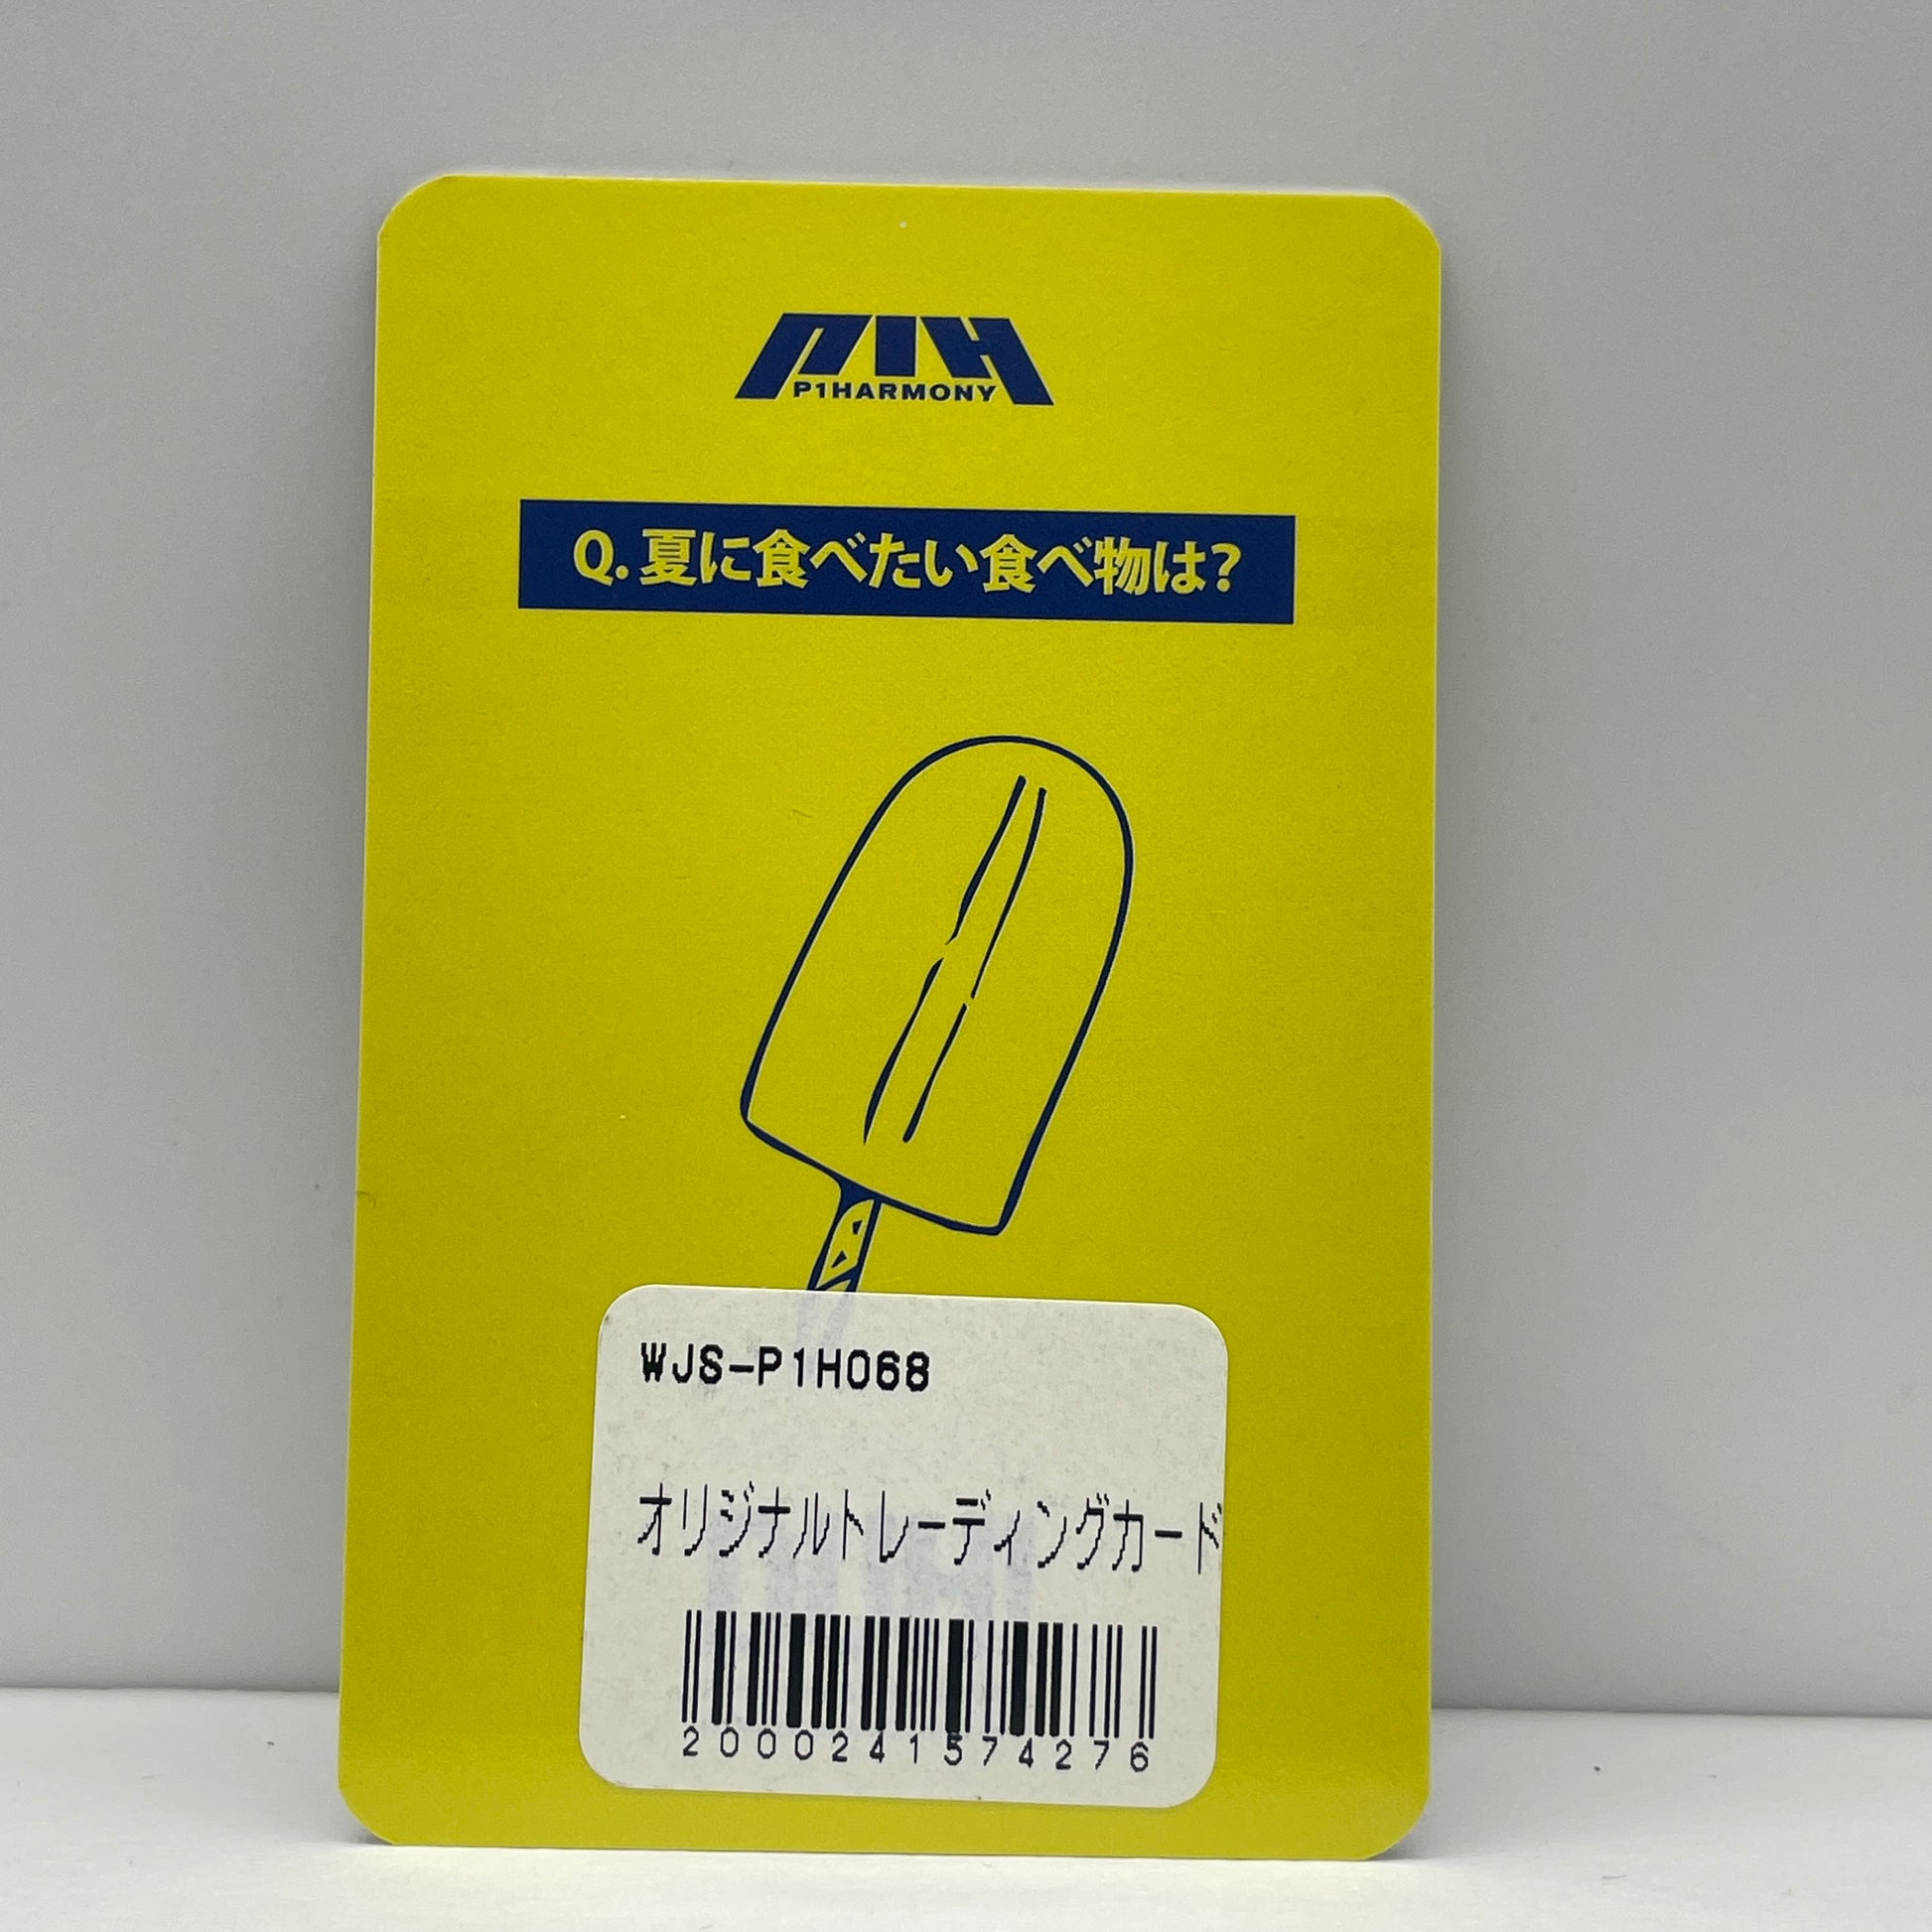 P1H
P1HARMONY
Q.夏に食べたい食べ物は?
WJS-P1H068
オリジナルトレーディングカード
2000241574276